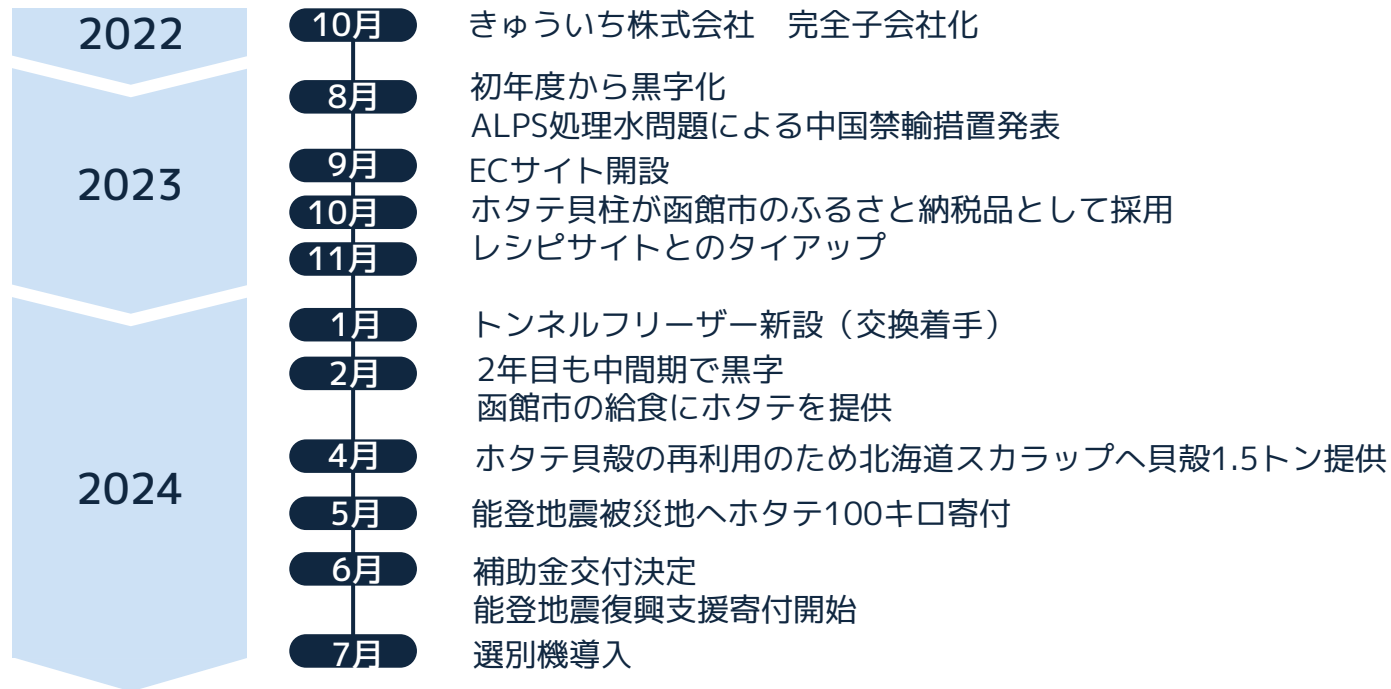 2022
10月 きゅういち株式会社　完全子会社化
2023
8月 初年度から黒字化
ALPS処理水問題による中国禁輸措置発表
9月 ECサイト開設
10月 ホタテ貝柱が函館市のふるさと納税品として採用
11月 レシピサイトとのタイアップ
2024
1月 トンネルフリーザー新設（交換着手）
2月 2年目も中間期で黒字
函館市の給食にホタテを提供
4月 ホタテ貝殻の再利用のため北海道スカラップへ貝殻1.5トン提供
5月 能登地震被災地へホタテ100キロ寄付
6月 補助金交付決定
能登地震復興支援寄付開始
7月 選別機導入